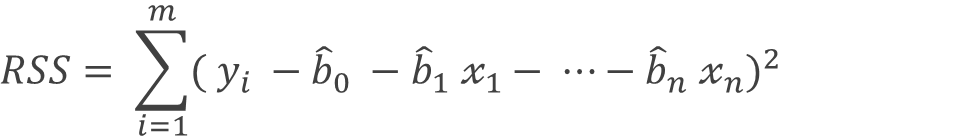 RSS = ∑_{i=1}^{m} ( y_i − b̂_0 − b̂_1 x_1 − ⋯ − b̂_n x_n)^2